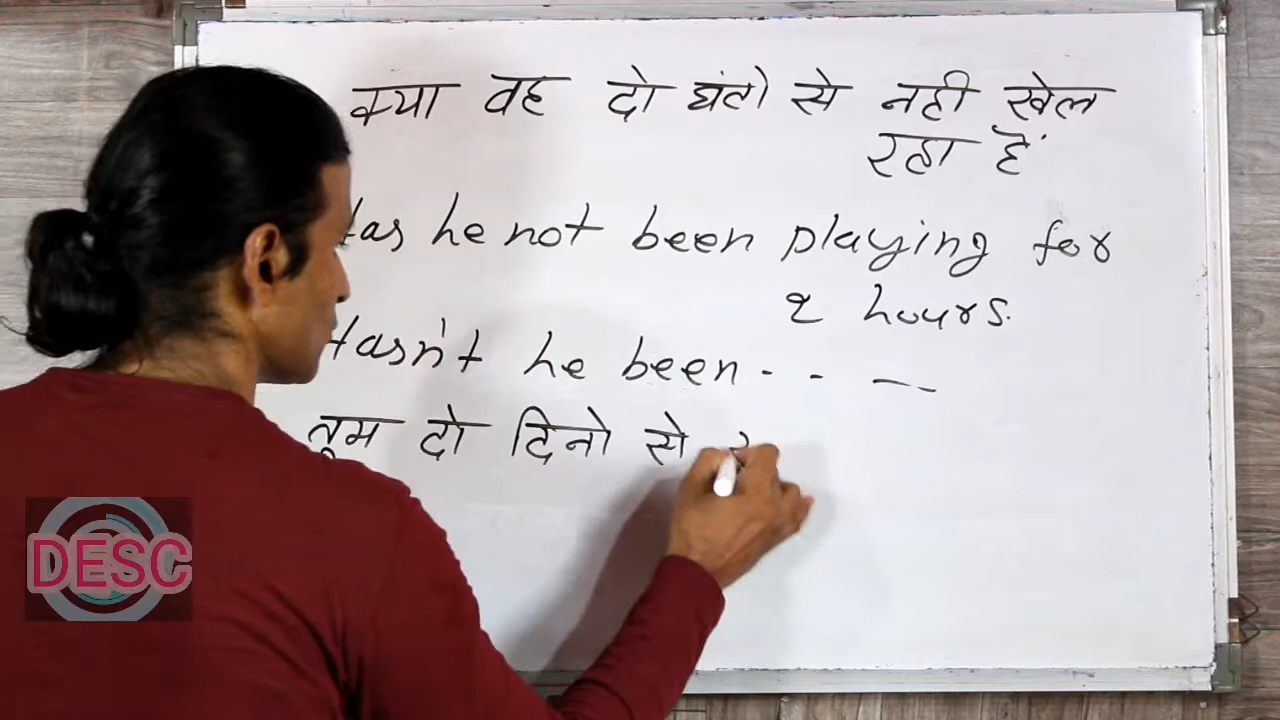 क्या वह दो घंटो से नही खेल
रहा हैं
Has he not been playing for
2 hours.
Hasn't he been - - —
तुम दो दिनो से
DESC